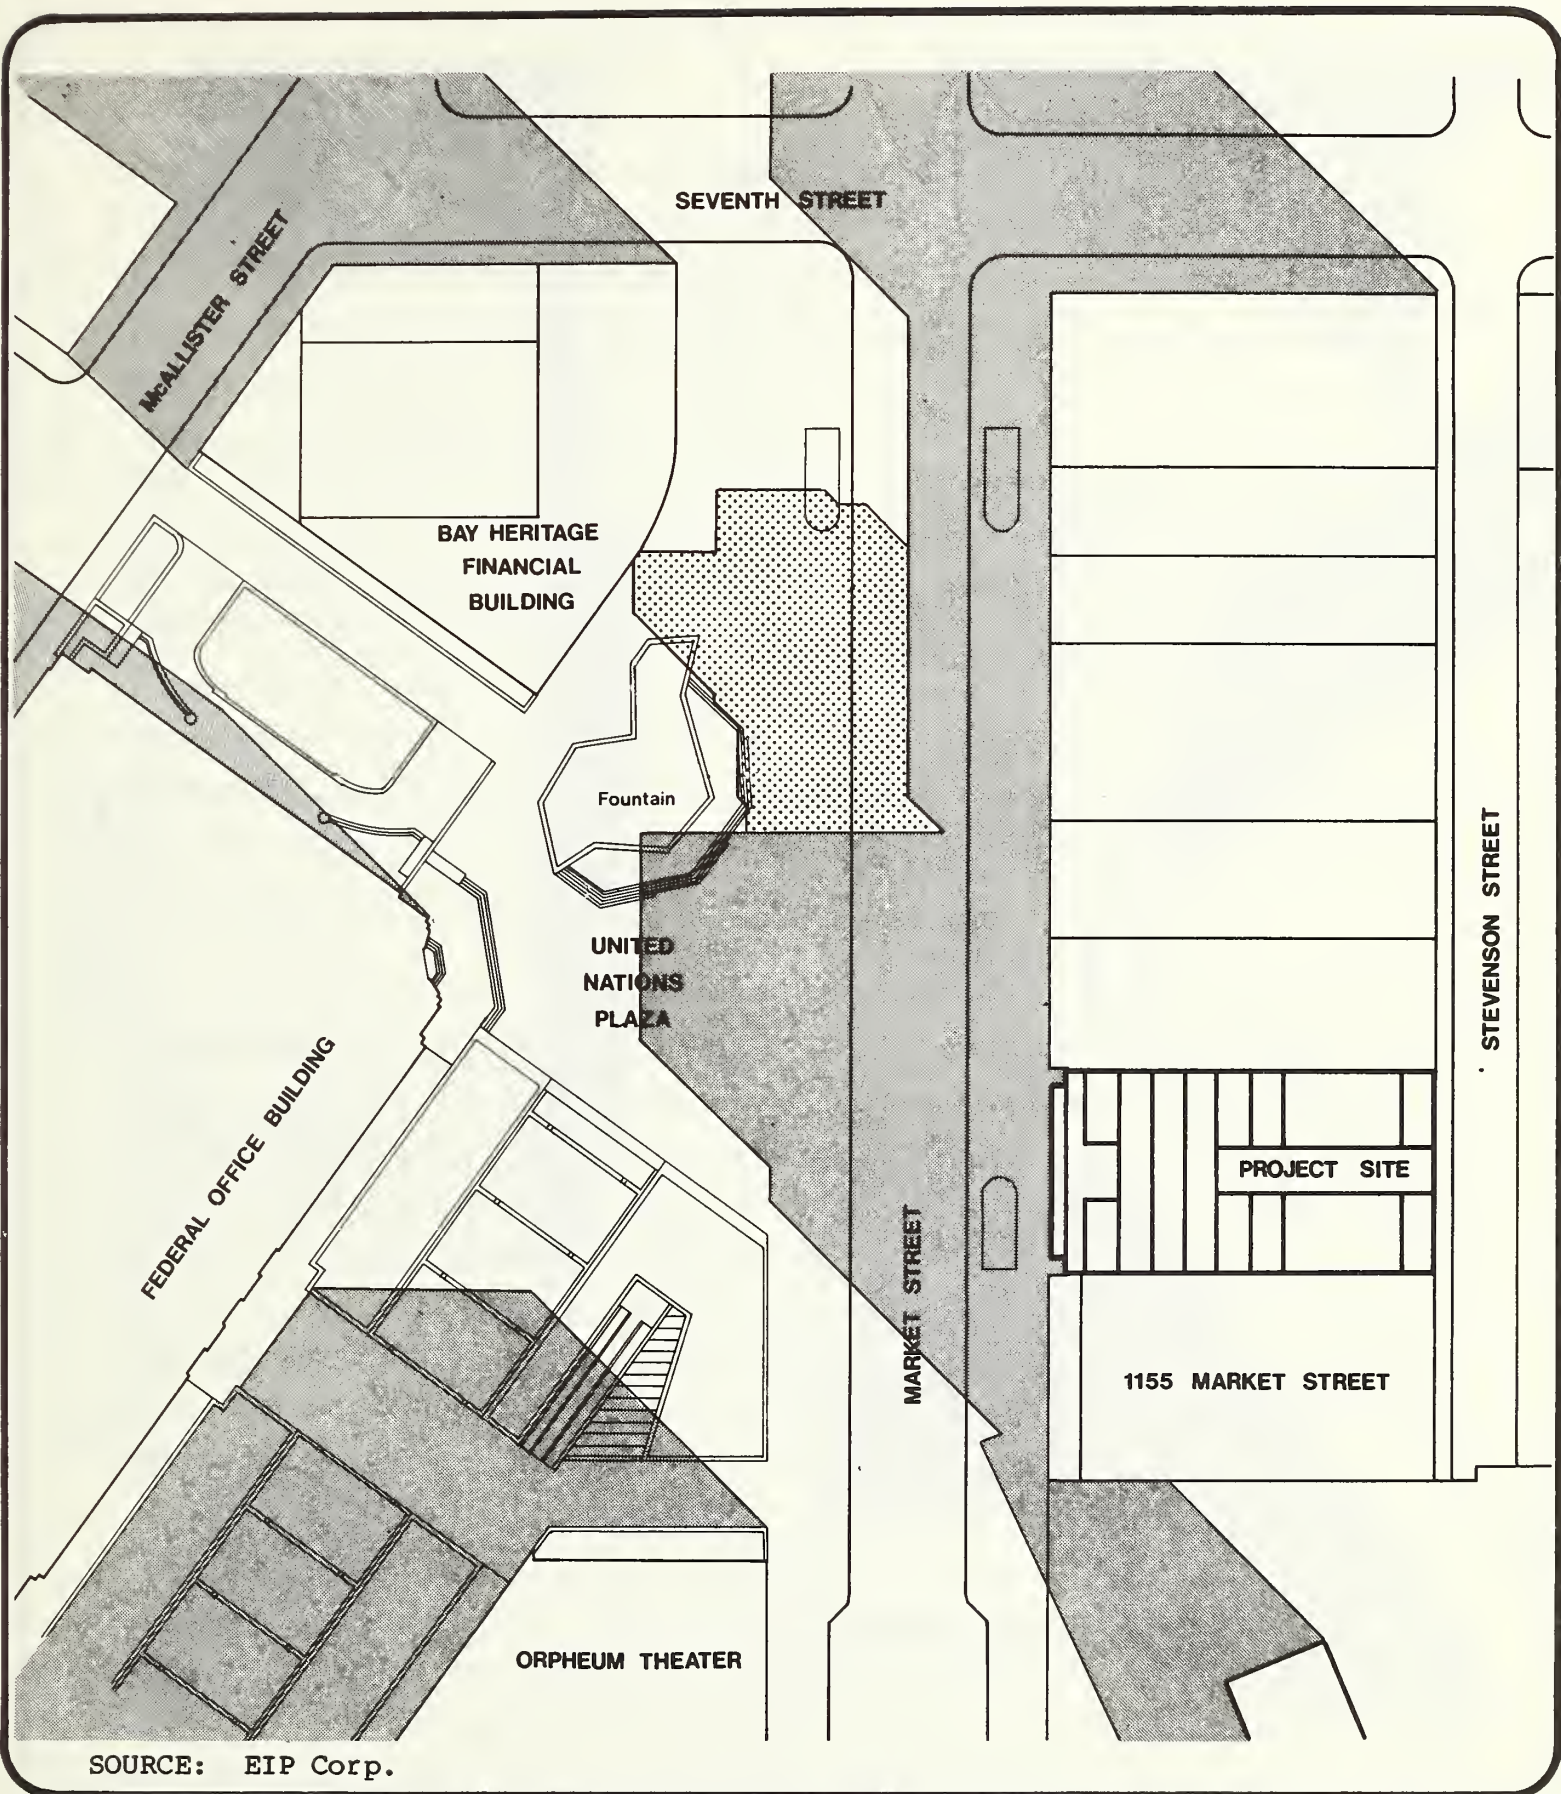 SEVENTH STREET
McALLISTER STREET
BAY HERITAGE
FINANCIAL
BUILDING
Fountain
UNITED
NATIONS
PLAZA
STEVENSON STREET
FEDERAL OFFICE BUILDING
PROJECT SITE
MARKET STREET
1155 MARKET STREET
ORPHEUM THEATER
SOURCE: EIP Corp.